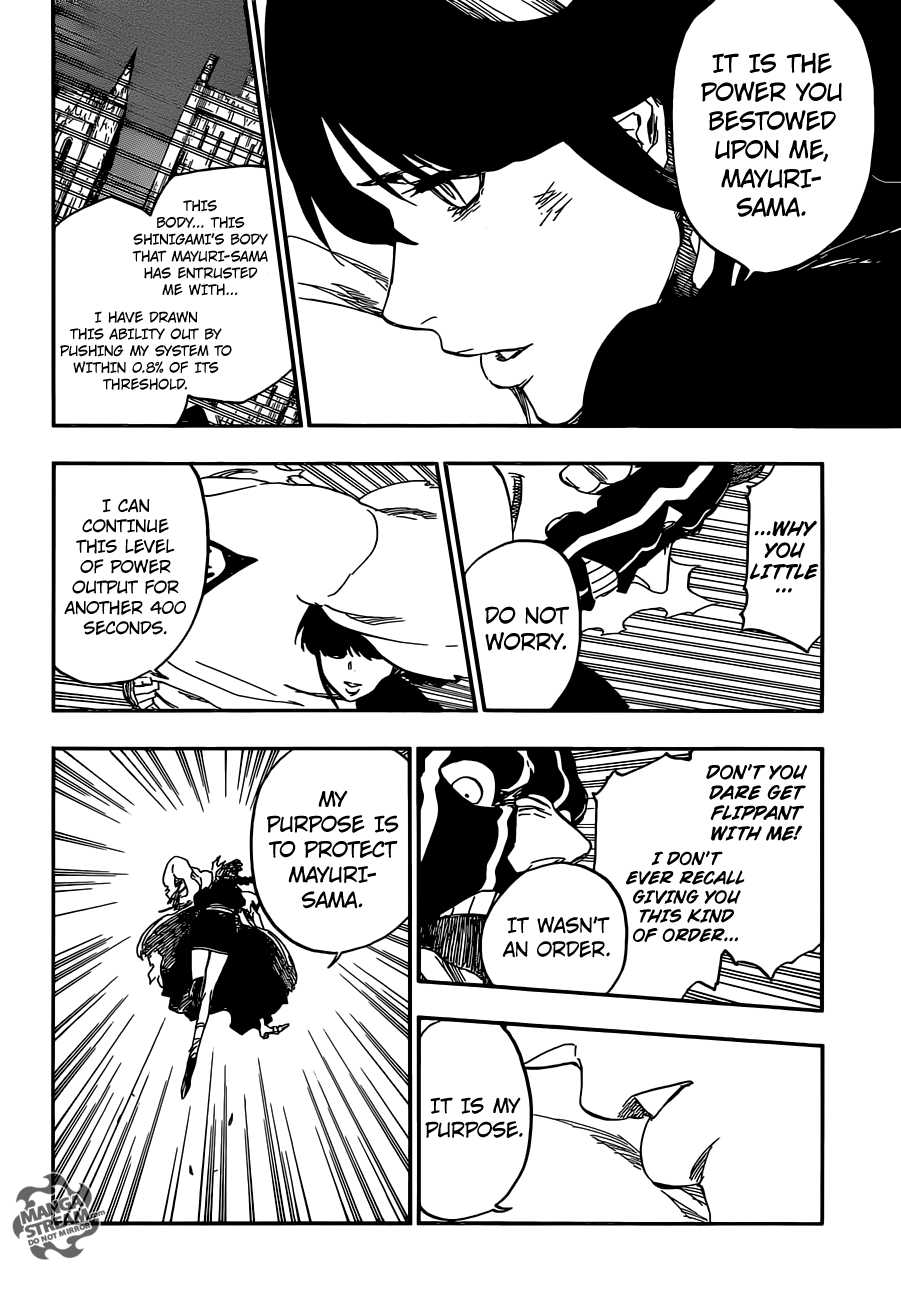 IT IS THE
POWER YOU
BESTOWED
UPON ME,
MAYURI-
SAMA.
THIS
BODY... THIS
SHINIGAMI'S BODY
THAT MAYURI-SAMA
HAS ENTRUSTED
ME WITH...
I HAVE DRAWN
THIS ABILITY OUT BY
PUSHING MY SYSTEM TO
WITHIN 0.8% OF ITS
THRESHOLD.
...WHY
YOU
LITTLE
...
DO NOT
WORRY.
I CAN
CONTINUE
THIS LEVEL
OF POWER
OUTPUT FOR
ANOTHER 400
SECONDS.
DON'T YOU
DARE GET
FLIPPANT
WITH ME!
I DON'T
EVER RECALL
GIVING YOU
THIS KIND
OF ORDER...
IT WASN'T
AN ORDER.
IT IS MY
PURPOSE.
MY
PURPOSE IS
TO PROTECT
MAYURI-
SAMA.
MANGA
STREAM.com
DO NOT MIRROR